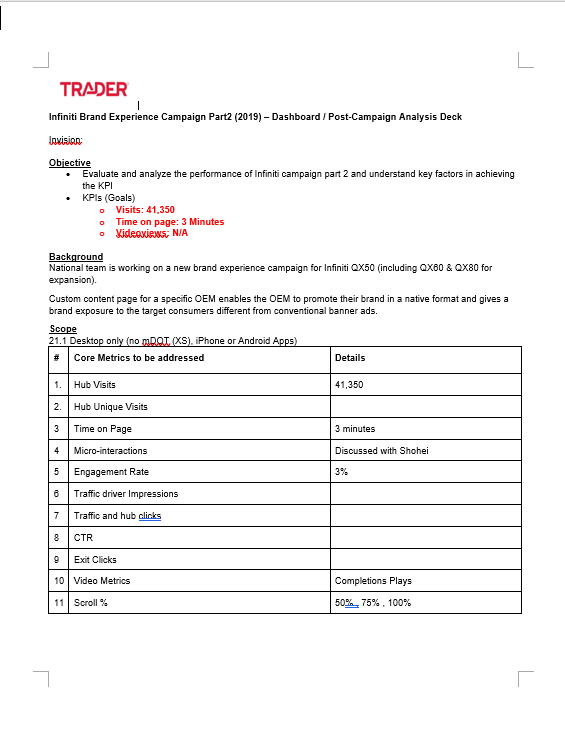 TRADER
Infiniti Brand Experience Campaign Part2 (2019) – Dashboard / Post-Campaign Analysis Deck
Invision:
Objective
• Evaluate and analyze the performance of Infiniti campaign part 2 and understand key factors in achieving
the KPI
• KPIs (Goals)
o Visits: 41,350
o Time on page: 3 Minutes
o Videoviews: N/A
Background
National team is working on a new brand experience campaign for Infiniti QX50 (including QX60 & QX80 for
expansion).
Custom content page for a specific OEM enables the OEM to promote their brand in a native format and gives a
brand exposure to the target consumers different from conventional banner ads.
Scope
21.1 Desktop only (no mDOT (XS), iPhone or Android Apps)
# Core Metrics to be addressed Details
1. Hub Visits 41,350
2. Hub Unique Visits
3 Time on Page 3 minutes
4 Micro-interactions Discussed with Shohei
5 Engagement Rate 3%
6 Traffic driver Impressions
7 Traffic and hub clicks
8 CTR
9 Exit Clicks
10 Video Metrics Completions Plays
11 Scroll % 50% , 75% , 100%